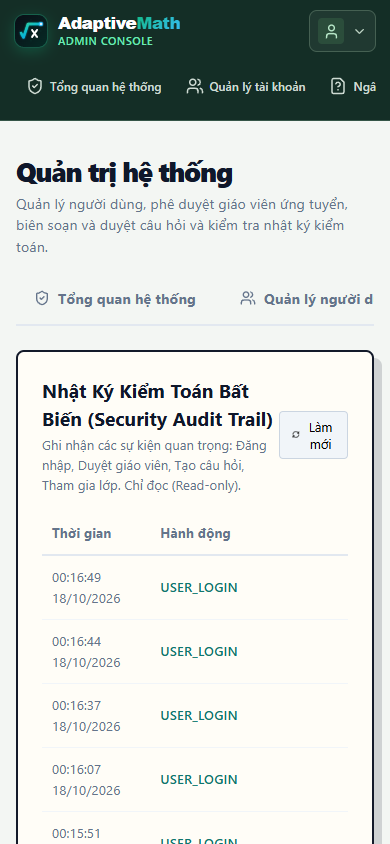 AdaptiveMath
ADMIN CONSOLE
Tổng quan hệ thống
Quản lý tài khoản
Ngâ
Quản trị hệ thống
Quản lý người dùng, phê duyệt giáo viên ứng tuyển,
biên soạn và duyệt câu hỏi và kiểm tra nhật ký kiểm
toán.
Tổng quan hệ thống
Quản lý người d
Nhật Ký Kiểm Toán Bất
Biến (Security Audit Trail)
Ghi nhận các sự kiện quan trọng: Đăng
nhập, Duyệt giáo viên, Tạo câu hỏi,
Tham gia lớp. Chỉ đọc (Read-only).
Làm
mới
Thời gian
Hành động
00:16:49
18/10/2026
USER_LOGIN
00:16:44
18/10/2026
USER_LOGIN
00:16:37
18/10/2026
USER_LOGIN
00:16:07
18/10/2026
USER_LOGIN
00:15:51
USER_LOGIN